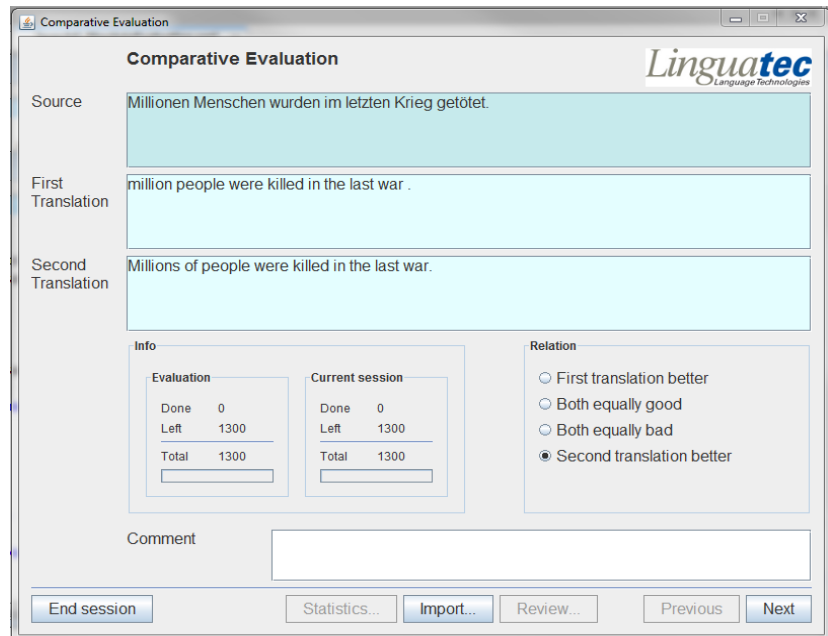 Comparative Evaluation
Comparative Evaluation
Linguatec
Language Technologies
Source
Millionen Menschen wurden im letzten Krieg getötet.
First
Translation
million people were killed in the last war .
Second
Translation
Millions of people were killed in the last war.
Info
Evaluation
Done 0
Left 1300
Total 1300
Current session
Done 0
Left 1300
Total 1300
Relation
First translation better
Both equally good
Both equally bad
Second translation better
Comment
End session
Statistics...
Import...
Review...
Previous
Next